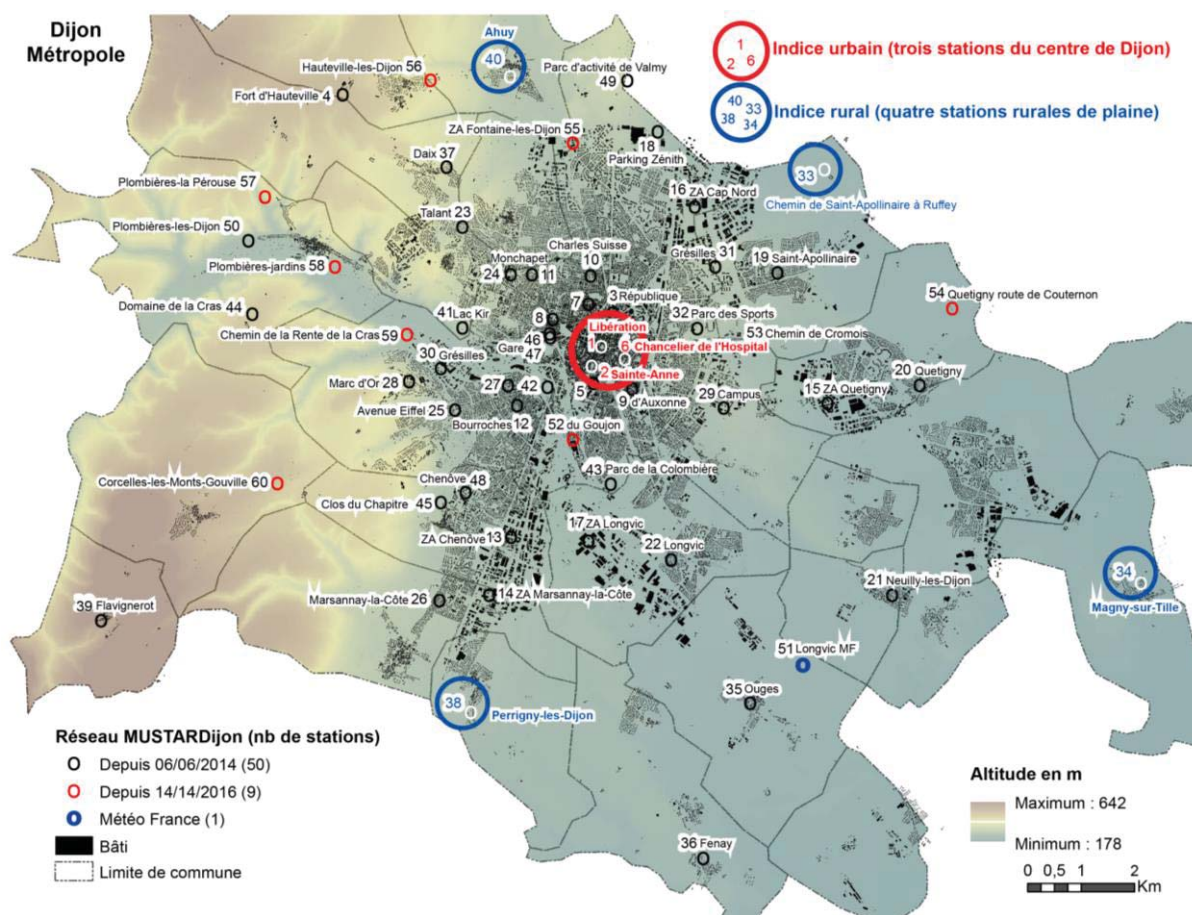 Dijon
Métropole
Ahuy
40
Hauteville-les-Dijon 56
Fort d'Hauteville 4
Parc d'activité de Valmy
49
1
2 6
Indice urbain (trois stations du centre de Dijon)
40 33
38 34
Indice rural (quatre stations rurales de plaine)
ZA Fontaine-les-Dijon 55
18
Parking Zénith
Daix 37
33
Chemin de Saint-Apollinaire à Ruffey
Plombières-la Pérouse 57
16 ZA Cap Nord
Talant 23
Plombières-les-Dijon 50
Charles Suisse
10
Monchapet
24 11
Grésilles 31
19 Saint-Apollinaire
Plombières-jardins 58
7
3 République
54 Quetigny route de Couternon
Domaine de la Cras 44
41 Lac Kir
8
32 Parc des Sports
Libération
1
53 Chemin de Cromois
Chemin de la Rente de la Cras 59
Gare 46
47
6 Chancelier de l'Hospital
30 Grésilles
2 Sainte-Anne
Marc d'Or 28
27 42
5
9 d'Auxonne
20 Quetigny
15 ZA Quetigny
29 Campus
Avenue Eiffel 25
Bourroches 12
52 du Goujon
43 Parc de la Colombière
Corcelles-les-Monts-Gouville 60
Chenôve 48
Clos du Chapitre 45
ZA Chenôve 13
17 ZA Longvic
22 Longvic
34
Magny-sur-Tille
21 Neuilly-les-Dijon
Marsannay-la-Côte 26
14 ZA Marsannay-la-Côte
39 Flavignerot
51 Longvic MF
35 Ouges
38
Perrigny-les-Dijon
36 Fenay
Réseau MUSTARDijon (nb de stations)
Depuis 06/06/2014 (50)
Depuis 14/14/2016 (9)
Météo France (1)
Bâti
Limite de commune
Altitude en m
Maximum : 642
Minimum : 178
0 0,5 1 2
Km